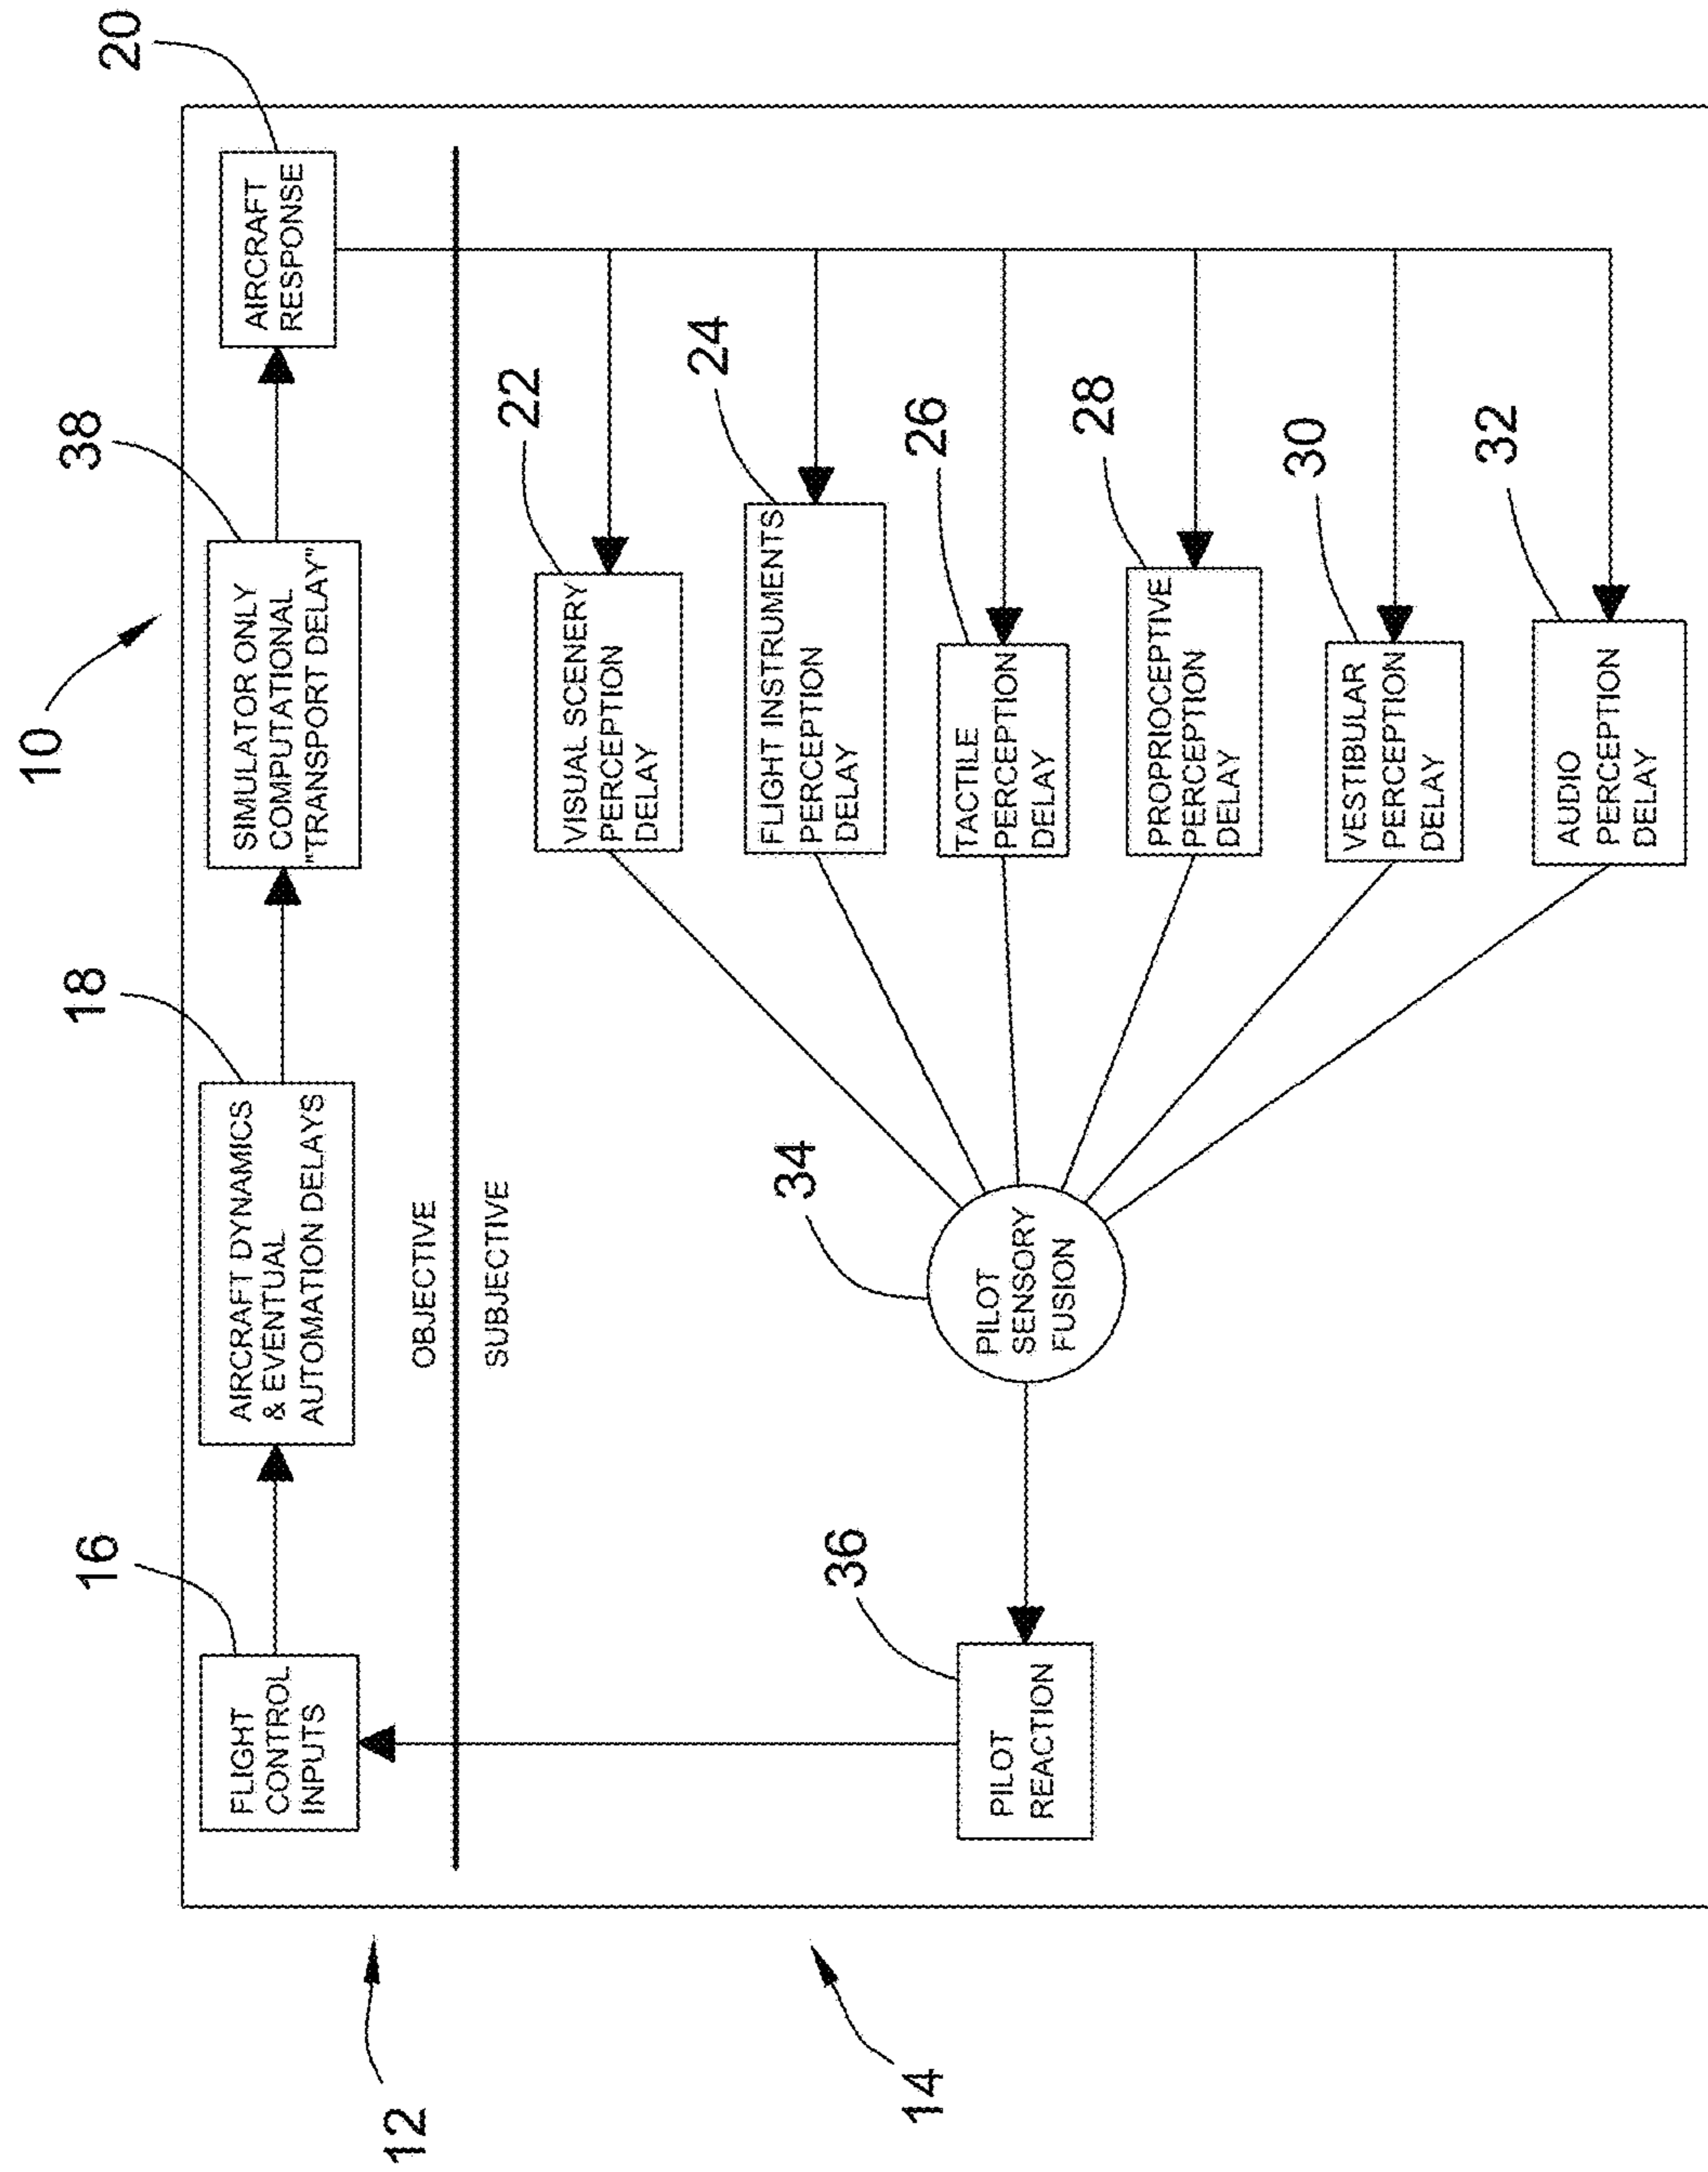 10
16
18
38
20
FLIGHT
CONTROL
INPUTS
AIRCRAFT DYNAMICS
& EVENTUAL
AUTOMATION DELAYS
SIMULATOR ONLY
COMPUTATIONAL
"TRANSPORT DELAY"
AIRCRAFT
RESPONSE
12
OBJECTIVE
SUBJECTIVE
14
22
VISUAL SCENERY
PERCEPTION
DELAY
24
FLIGHT INSTRUMENTS
PERCEPTION
DELAY
26
TACTILE
PERCEPTION
DELAY
28
PROPRIOCEPTIVE
PERCEPTION
DELAY
30
VESTIBULAR
PERCEPTION
DELAY
32
AUDIO
PERCEPTION
DELAY
34
PILOT
SENSORY
FUSION
36
PILOT
REACTION